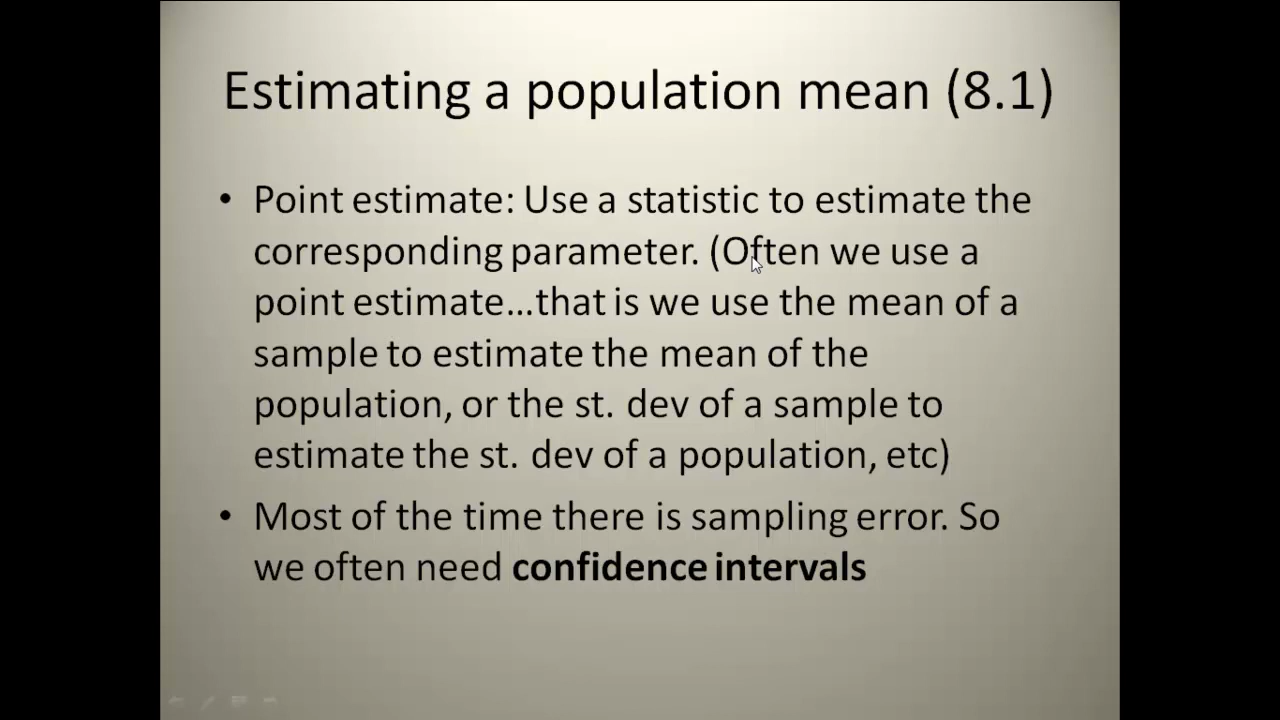 Estimating a population mean (8.1)
• Point estimate: Use a statistic to estimate the
corresponding parameter. (Often we use a
point estimate…that is we use the mean of a
sample to estimate the mean of the
population, or the st. dev of a sample to
estimate the st. dev of a population, etc)
• Most of the time there is sampling error. So
we often need confidence intervals